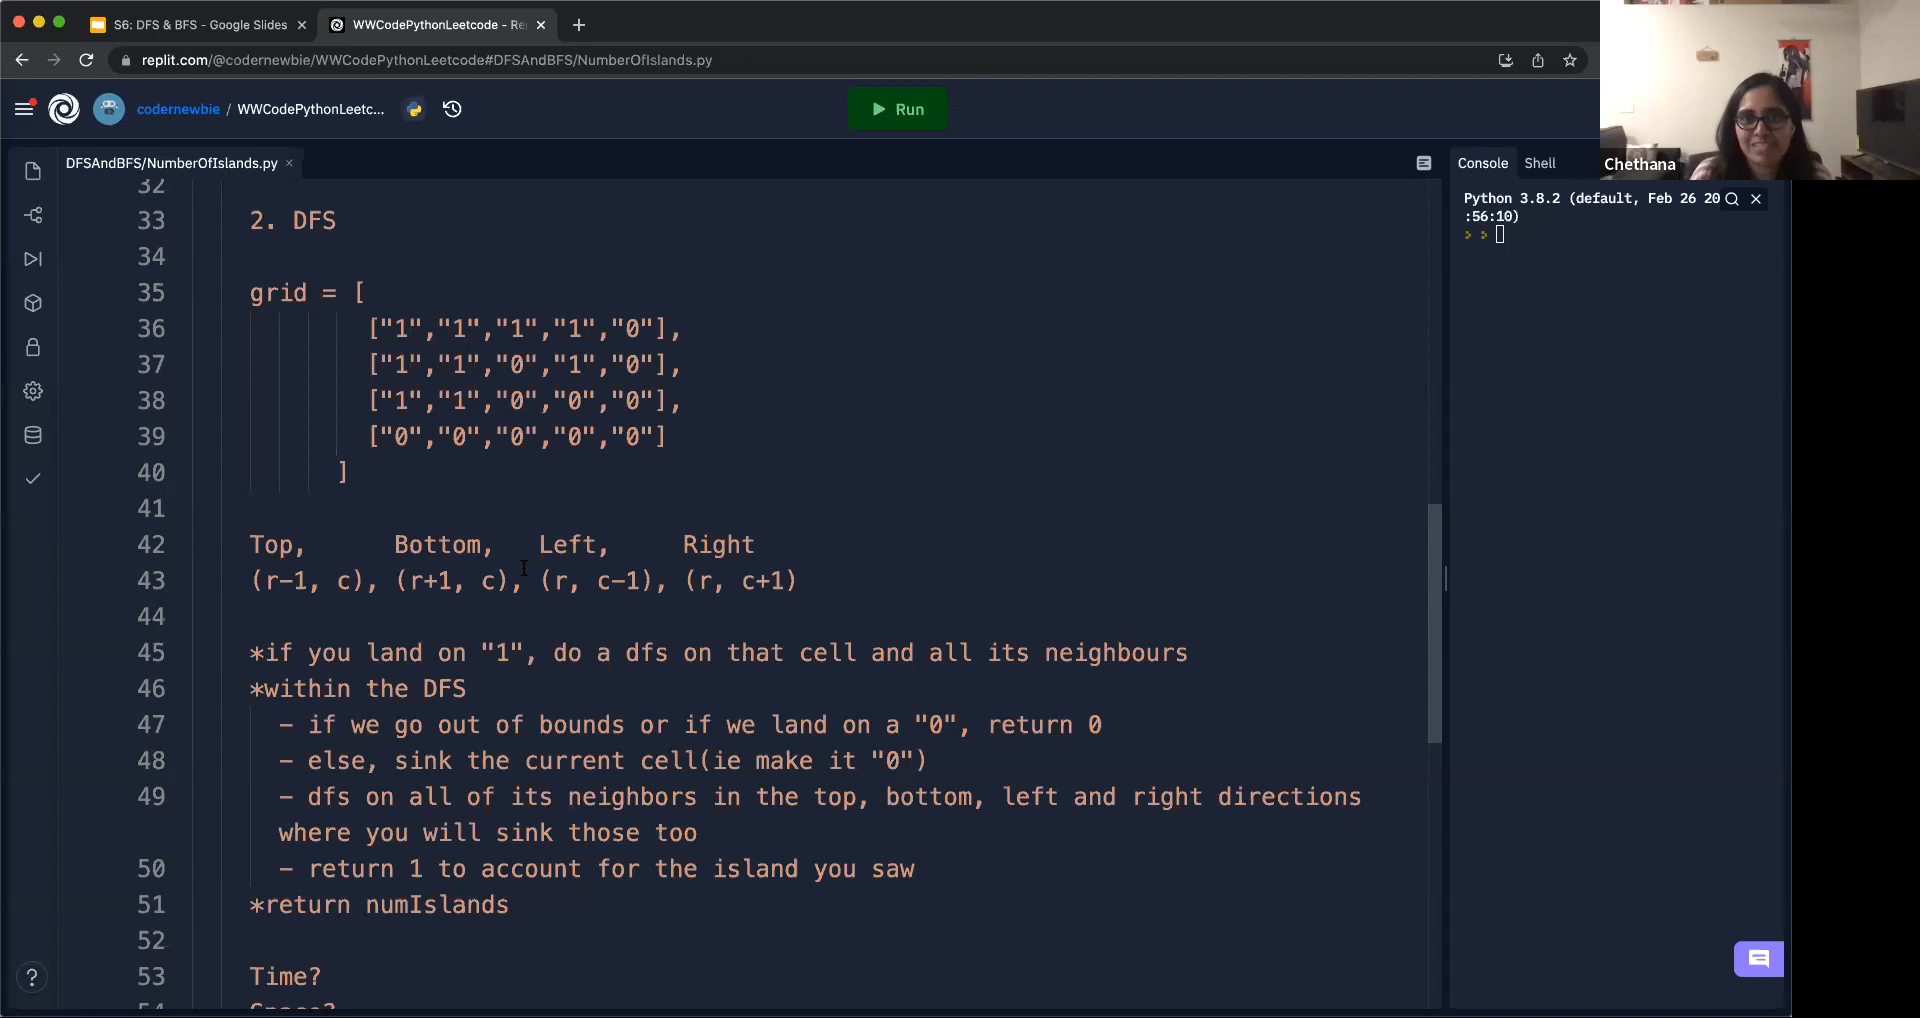 S6: DFS & BFS - Google Slides
WWCodePythonLeetcode - Re
replit.com/@codernewbie/WWCodePythonLeetcode#DFSAndBFS/NumberOfIslands.py
codernewbie / WWCodePythonLeetc...
Run
DFSAndBFS/NumberOfIslands.py
Console Shell
Chethana
Python 3.8.2 (default, Feb 26 20
:56:10)
32
33 2. DFS
34
35 grid = [
36 ["1","1","1","1","0"],
37 ["1","1","0","1","0"],
38 ["1","1","0","0","0"],
39 ["0","0","0","0","0"]
40 ]
41
42 Top, Bottom, Left, Right
43 (r-1, c), (r+1, c), (r, c-1), (r, c+1)
44
45 *if you land on "1", do a dfs on that cell and all its neighbours
46 *within the DFS
47 - if we go out of bounds or if we land on a "0", return 0
48 - else, sink the current cell(ie make it "0")
49 - dfs on all of its neighbors in the top, bottom, left and right directions
where you will sink those too
50 - return 1 to account for the island you saw
51 *return numIslands
52
53 Time?
54 Space?